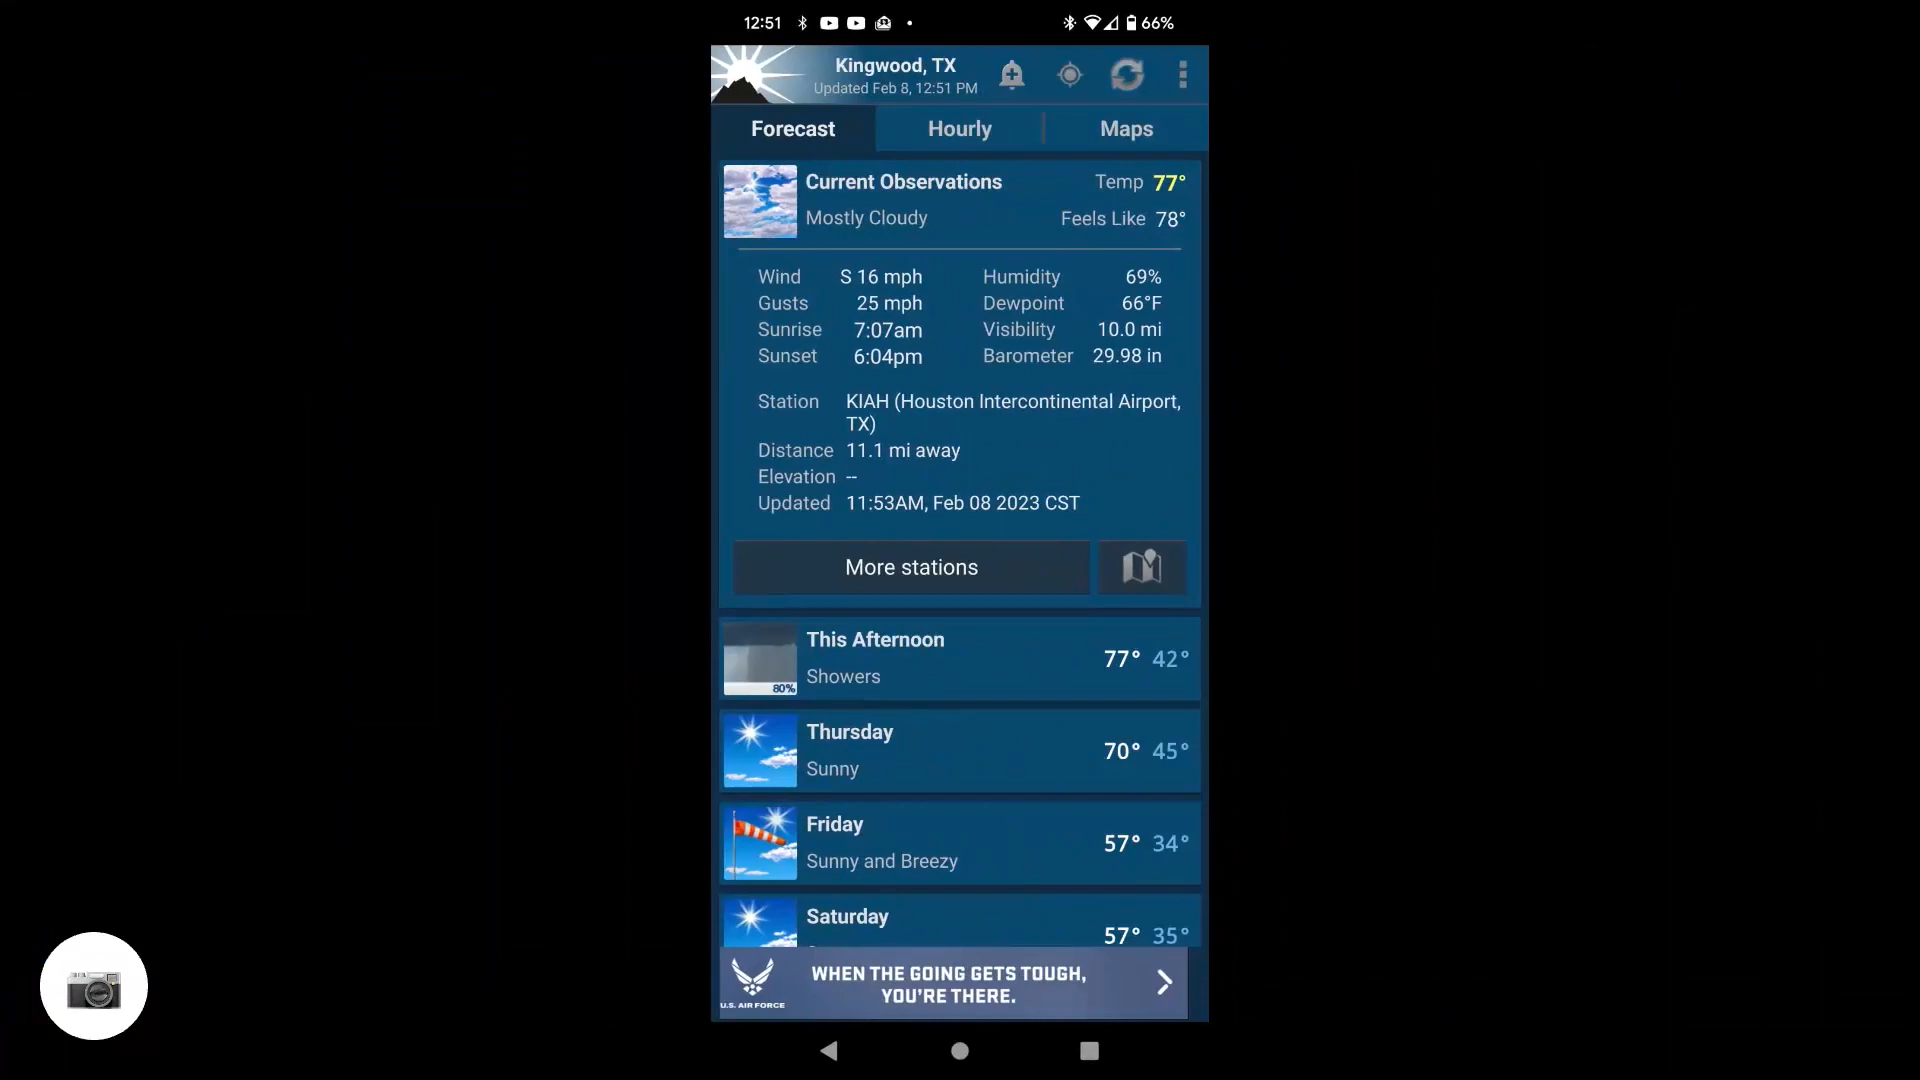 12:51 66%
Kingwood, TX
Updated Feb 8, 12:51 PM
Forecast Hourly Maps
Current Observations Temp 77°
Mostly Cloudy Feels Like 78°
Wind S 16 mph Humidity 69%
Gusts 25 mph Dewpoint 66°F
Sunrise 7:07am Visibility 10.0 mi
Sunset 6:04pm Barometer 29.98 in
Station KIAH (Houston Intercontinental Airport,
TX)
Distance 11.1 mi away
Elevation --
Updated 11:53AM, Feb 08 2023 CST
More stations
This Afternoon
77° 42°
Showers
80%
Thursday
70° 45°
Sunny
Friday
57° 34°
Sunny and Breezy
Saturday
57° 35°
WHEN THE GOING GETS TOUGH,
YOU'RE THERE.
U.S. AIR FORCE